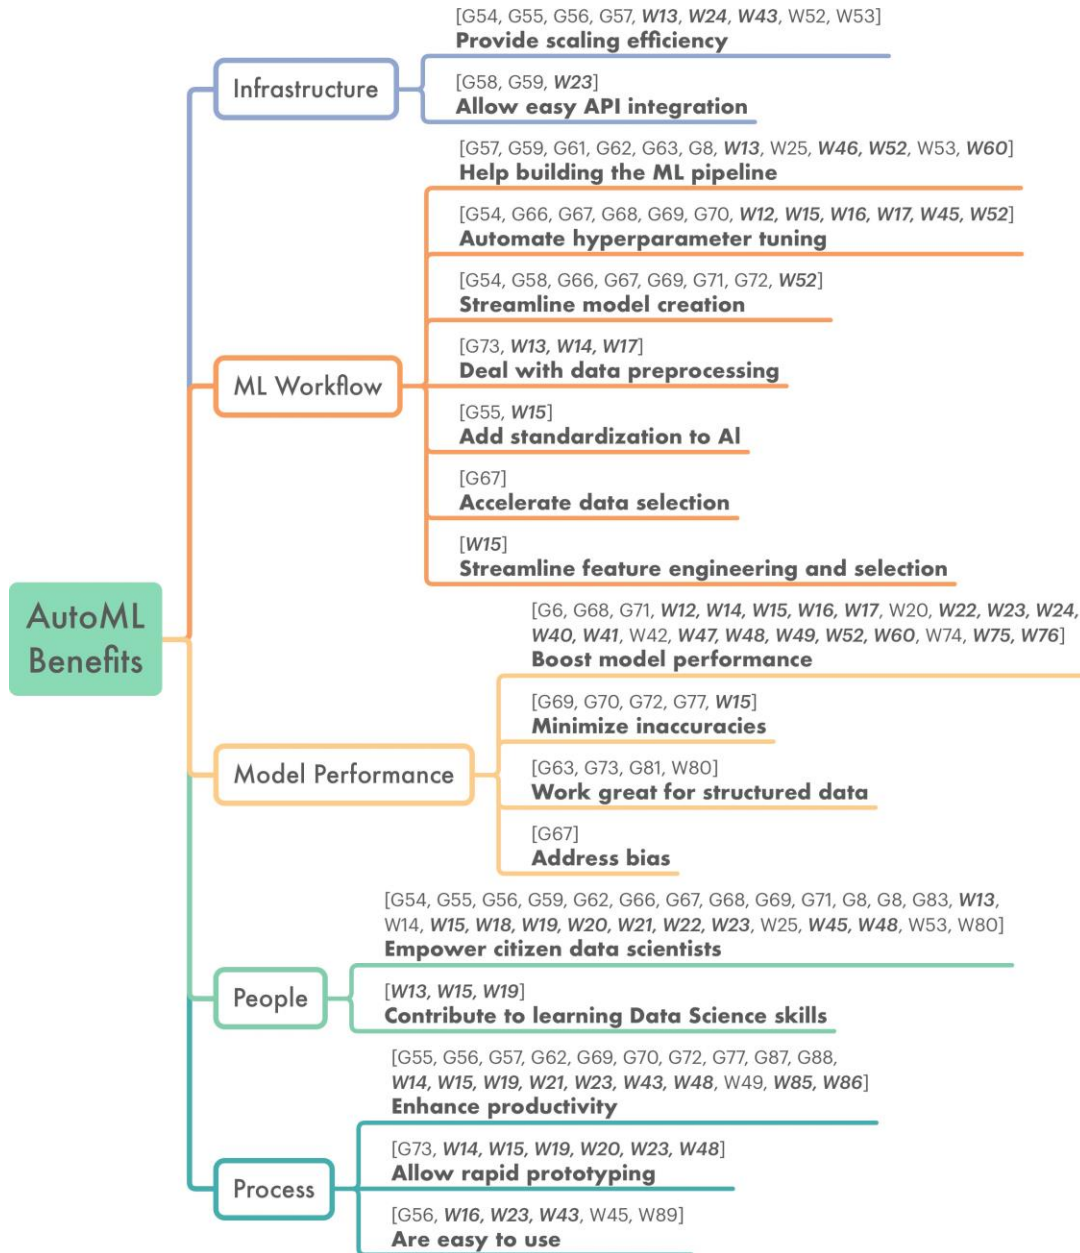 AutoML
Benefits
Infrastructure
[G54, G55, G56, G57, W13, W24, W43, W52, W53]
Provide scaling efficiency
[G58, G59, W23]
Allow easy API integration
ML Workflow
[G57, G59, G61, G62, G63, G8, W13, W25, W46, W52, W53, W60]
Help building the ML pipeline
[G54, G66, G67, G68, G69, G70, W12, W15, W16, W17, W45, W52]
Automate hyperparameter tuning
[G54, G58, G66, G67, G69, G71, G72, W52]
Streamline model creation
[G73, W13, W14, W17]
Deal with data preprocessing
[G55, W15]
Add standardization to AI
[G67]
Accelerate data selection
[W15]
Streamline feature engineering and selection
Model Performance
[G6, G68, G71, W12, W14, W15, W16, W17, W20, W22, W23, W24,
W40, W41, W42, W47, W48, W49, W52, W60, W74, W75, W76]
Boost model performance
[G69, G70, G72, G77, W15]
Minimize inaccuracies
[G63, G73, G81, W80]
Work great for structured data
[G67]
Address bias
People
[G54, G55, G56, G59, G62, G66, G67, G68, G69, G71, G8, G8, G83, W13,
W14, W15, W18, W19, W20, W21, W22, W23, W25, W45, W48, W53, W80]
Empower citizen data scientists
[W13, W15, W19]
Contribute to learning Data Science skills
Process
[G55, G56, G57, G62, G69, G70, G72, G77, G87, G88,
W14, W15, W19, W21, W23, W43, W48, W49, W85, W86]
Enhance productivity
[G73, W14, W15, W19, W20, W23, W48]
Allow rapid prototyping
[G56, W16, W23, W43, W45, W89]
Are easy to use